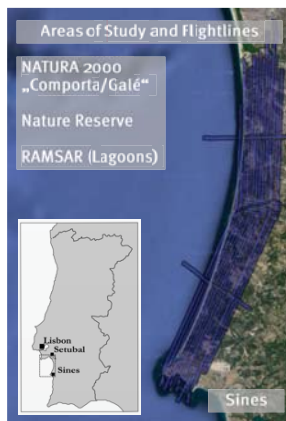 Areas of Study and Flightlines
NATURA 2000
„Comporta/Galé“
Nature Reserve
RAMSAR (Lagoons)
Lisbon
Setubal
Sines
Sines